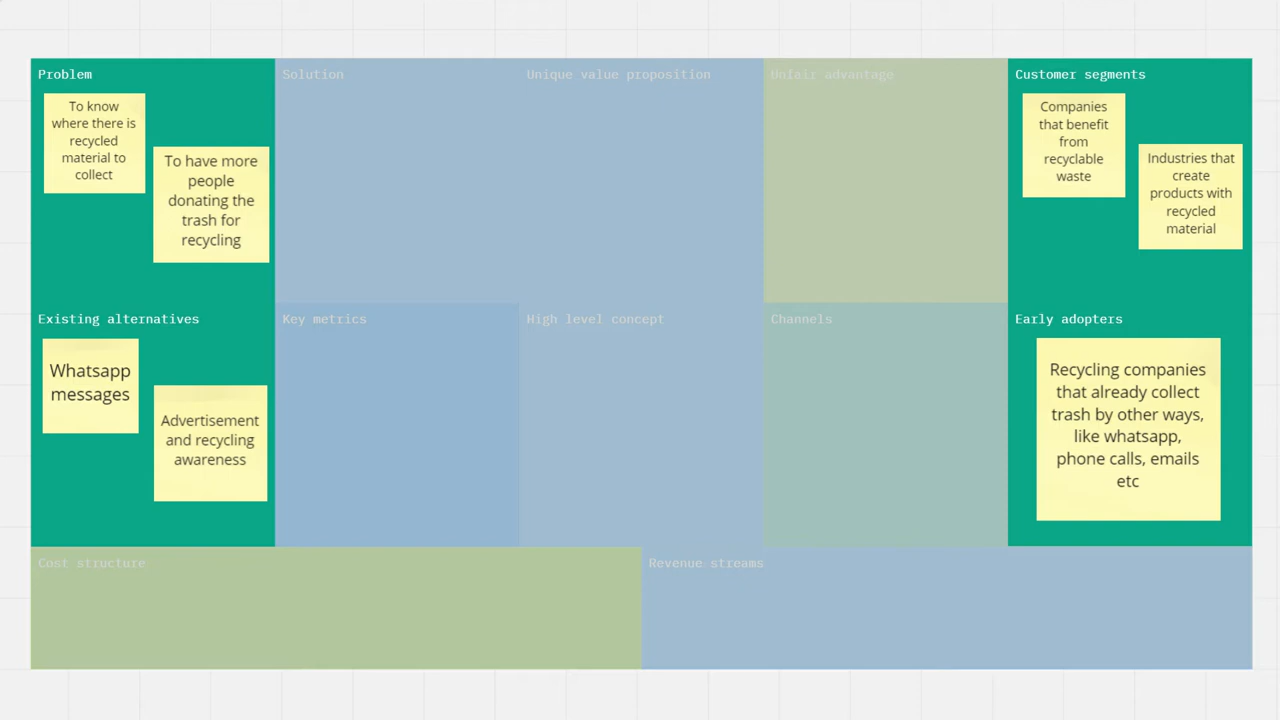 Problem
To know
where there is
recycled
material to
collect
To have more
people
donating the
trash for
recycling
Solution
Unique value proposition
Unfair advantage
Customer segments
Companies
that benefit
from
recyclable
waste
Industries that
create
products with
recycled
material
Existing alternatives
Whatsapp
messages
Advertisement
and recycling
awareness
Key metrics
High level concept
Channels
Early adopters
Recycling companies
that already collect
trash by other ways,
like whatsapp,
phone calls, emails
etc
Cost structure
Revenue streams